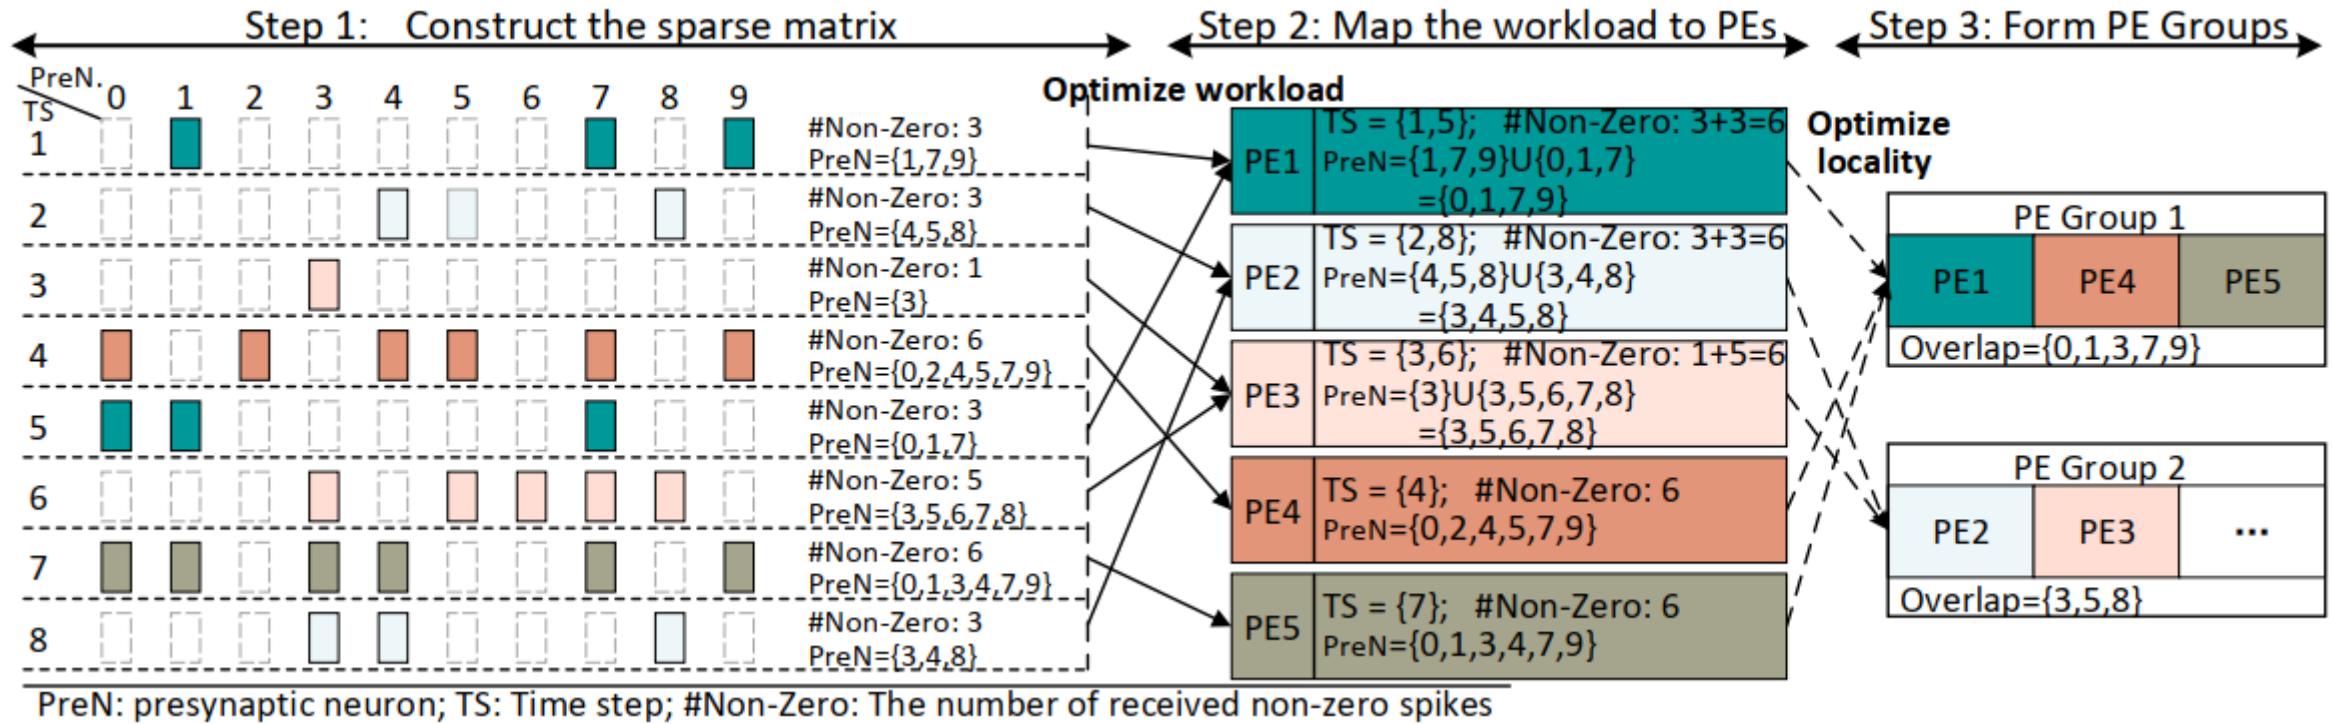 Step 1: Construct the sparse matrix
Step 2: Map the workload to PEs
Step 3: Form PE Groups
PreN.
TS
0 1 2 3 4 5 6 7 8 9
Optimize workload
1
#Non-Zero: 3
PreN={1,7,9}
2
#Non-Zero: 3
PreN={4,5,8}
3
#Non-Zero: 1
PreN={3}
4
#Non-Zero: 6
PreN={0,2,4,5,7,9}
5
#Non-Zero: 3
PreN={0,1,7}
6
#Non-Zero: 5
PreN={3,5,6,7,8}
7
#Non-Zero: 6
PreN={0,1,3,4,7,9}
8
#Non-Zero: 3
PreN={3,4,8}
PE1
TS = {1,5}; #Non-Zero: 3+3=6
PreN={1,7,9}U{0,1,7}
={0,1,7,9}
PE2
TS = {2,8}; #Non-Zero: 3+3=6
PreN={4,5,8}U{3,4,8}
={3,4,5,8}
PE3
TS = {3,6}; #Non-Zero: 1+5=6
PreN={3}U{3,5,6,7,8}
={3,5,6,7,8}
PE4
TS = {4}; #Non-Zero: 6
PreN={0,2,4,5,7,9}
PE5
TS = {7}; #Non-Zero: 6
PreN={0,1,3,4,7,9}
Optimize
locality
PE Group 1
PE1 PE4 PE5
Overlap={0,1,3,7,9}
PE Group 2
PE2 PE3 ...
Overlap={3,5,8}
PreN: presynaptic neuron; TS: Time step; #Non-Zero: The number of received non-zero spikes